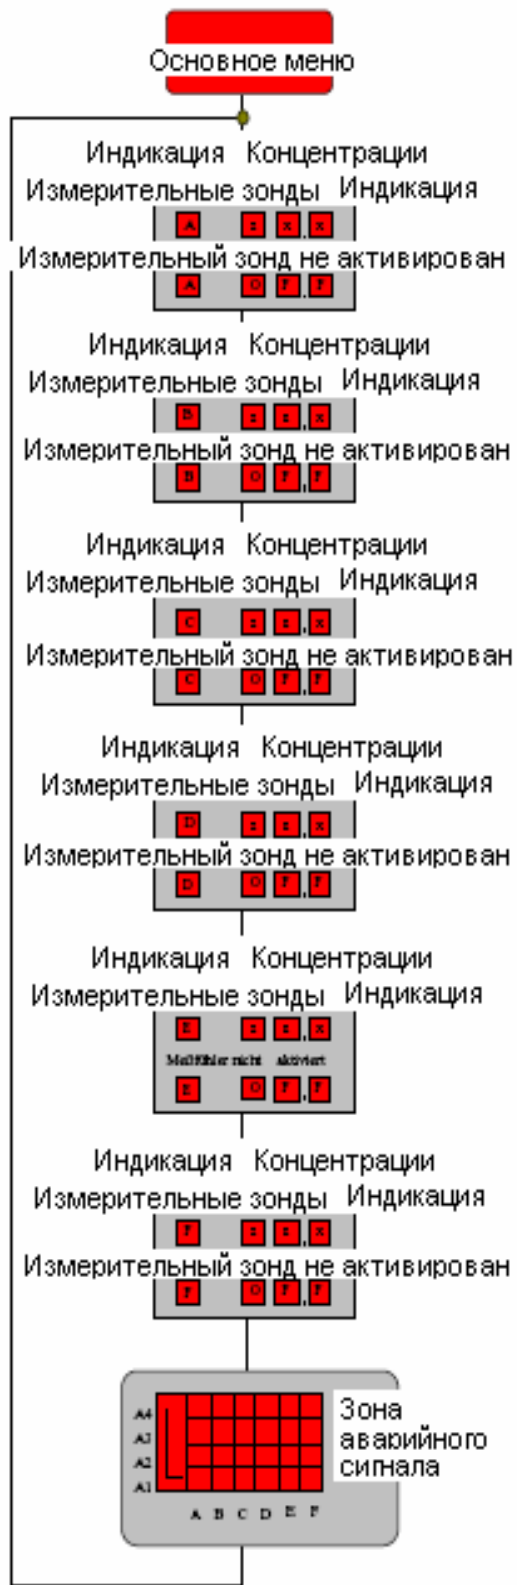 Основное меню
Индикация Концентрации
Измерительные зонды Индикация
A x x.x
Измерительный зонд не активирован
A O F.F
Индикация Концентрации
Измерительные зонды Индикация
B x x.x
Измерительный зонд не активирован
B O F.F
Индикация Концентрации
Измерительные зонды Индикация
C x x.x
Измерительный зонд не активирован
C O F.F
Индикация Концентрации
Измерительные зонды Индикация
D x x.x
Измерительный зонд не активирован
D O F.F
Индикация Концентрации
Измерительные зонды Индикация
E x x.x
Meßfühler nicht aktiviert
E O F.F
Индикация Концентрации
Измерительные зонды Индикация
F x x.x
Измерительный зонд не активирован
F O F.F
Зона
аварийного
сигнала
A4
A3
A2
A1
A B C D E F